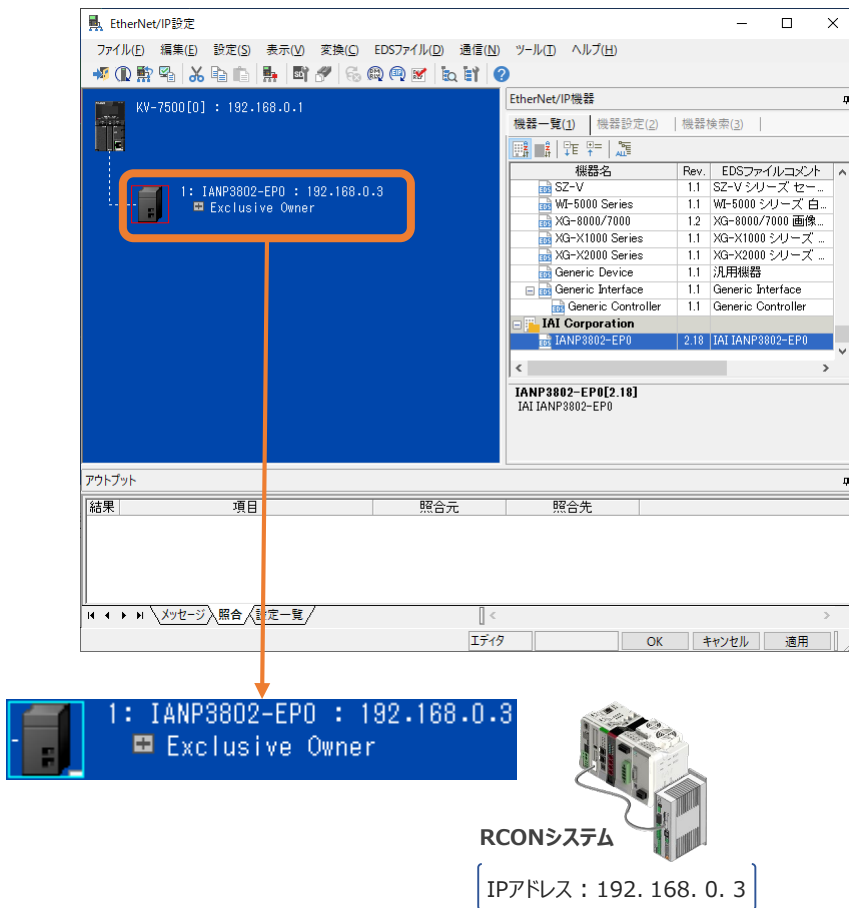 EtherNet/IP設定
ファイル(F) 編集(E) 設定(S) 表示(V) 変換(C) EDSファイル(D) 通信(N) ツール(T) ヘルプ(H)
KV-7500[0] : 192.168.0.1
1: IANP3802-EP0 : 192.168.0.3
Exclusive Owner
EtherNet/IP機器
機器一覧(1) 機器設定(2) 機器検索(3)
機器名 Rev. EDSファイルコメント
SZ-V 1.1 SZ-V シリーズ セー...
WI-5000 Series 1.1 WI-5000 シリーズ 白...
XG-8000/7000 1.2 XG-8000/7000 画像...
XG-X1000 Series 1.1 XG-X1000 シリーズ ...
XG-X2000 Series 1.1 XG-X2000 シリーズ ...
Generic Device 1.1 汎用機器
Generic Interface 1.1 Generic Interface
Generic Controller 1.1 Generic Controller
IAI Corporation
IANP3802-EP0 2.18 IAI IANP3802-EP0
IANP3802-EP0[2.18]
IAI IANP3802-EP0
アウトプット
結果 項目 照合元 照合先
メッセージ 照合 設定一覧
エディタ OK キャンセル 適用
1: IANP3802-EP0 : 192.168.0.3
Exclusive Owner
RCONシステム
IPアドレス：192. 168. 0. 3